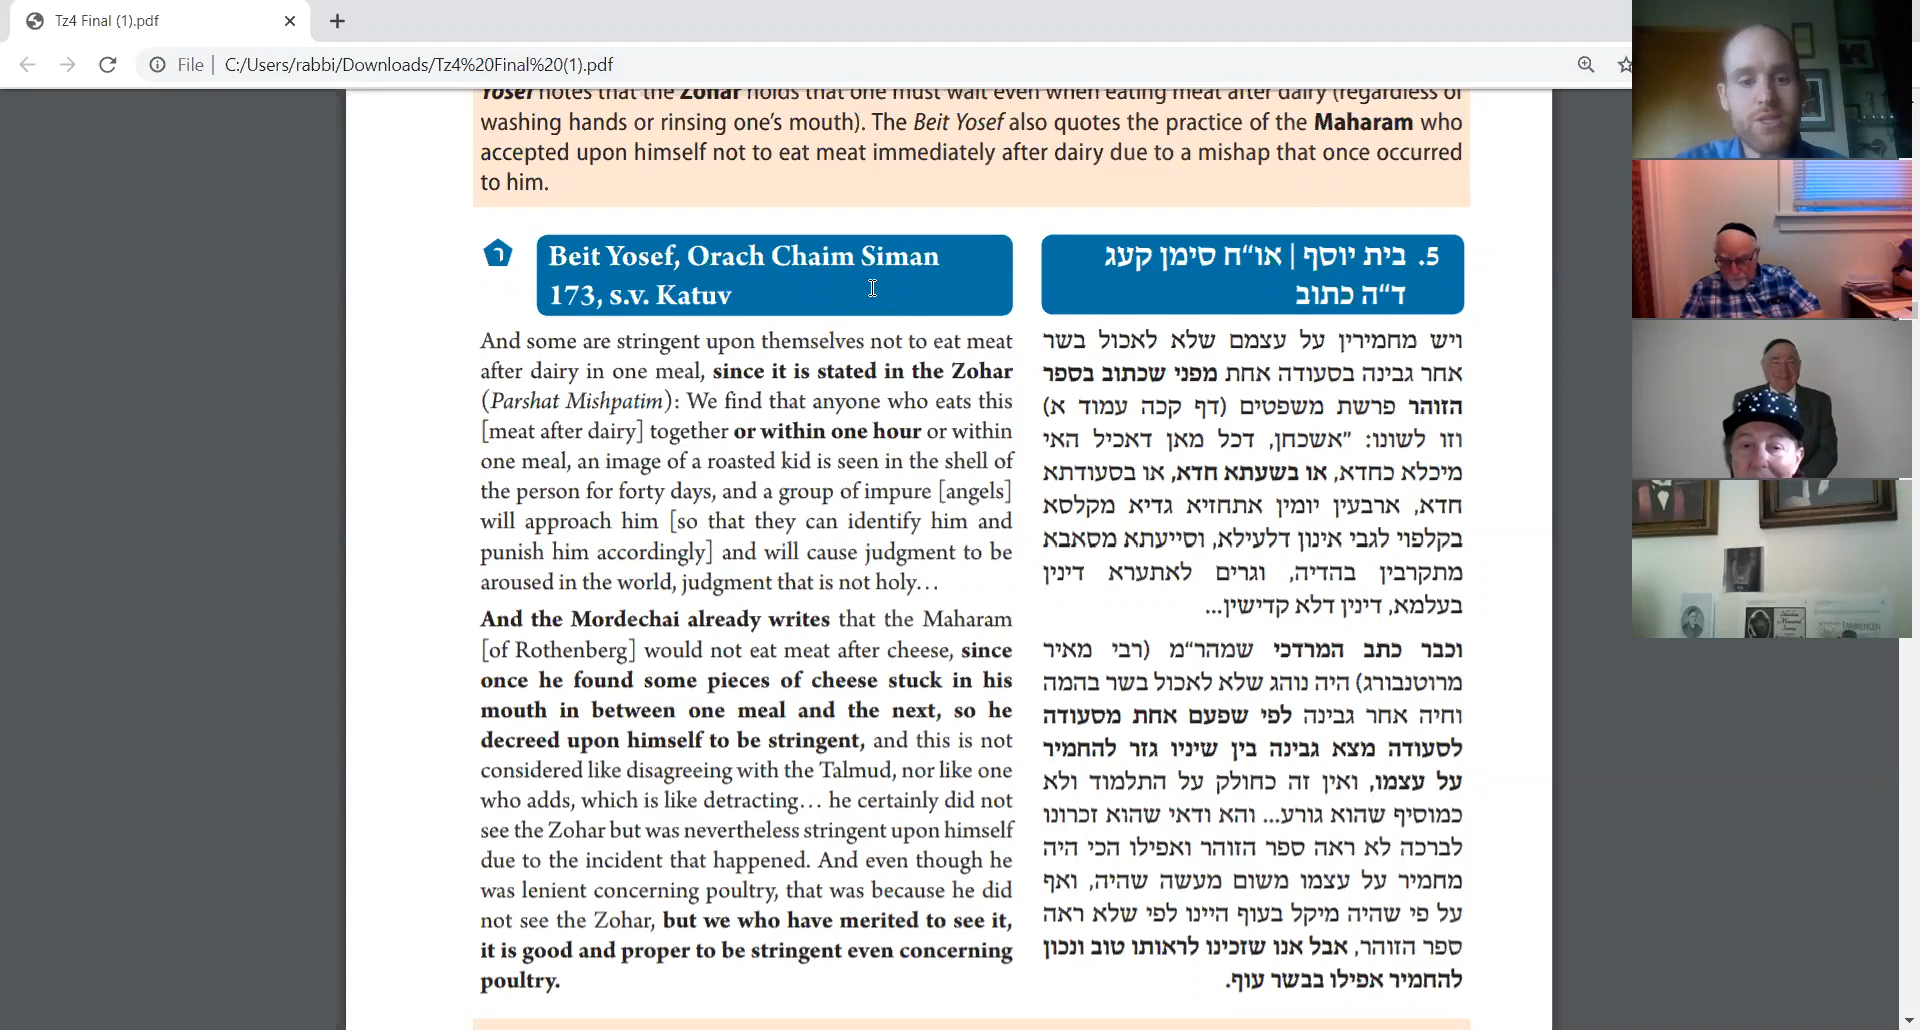 Tz4 Final (1).pdf
File | C:/Users/rabbi/Downloads/Tz4%20Final%20(1).pdf
Yosef notes that the Zohar holds that one must wait even when eating meat after dairy (regardless of
washing hands or rinsing one's mouth). The Beit Yosef also quotes the practice of the Maharam who
accepted upon himself not to eat meat immediately after dairy due to a mishap that once occurred
to him.
ר
Beit Yosef, Orach Chaim Siman
173, s.v. Katuv
And some are stringent upon themselves not to eat meat
after dairy in one meal, since it is stated in the Zohar
(Parshat Mishpatim): We find that anyone who eats this
[meat after dairy] together or within one hour or within
one meal, an image of a roasted kid is seen in the shell of
the person for forty days, and a group of impure [angels]
will approach him [so that they can identify him and
punish him accordingly] and will cause judgment to be
aroused in the world, judgment that is not holy…
And the Mordechai already writes that the Maharam
[of Rothenberg] would not eat meat after cheese, since
once he found some pieces of cheese stuck in his
mouth in between one meal and the next, so he
decreed upon himself to be stringent, and this is not
considered like disagreeing with the Talmud, nor like one
who adds, which is like detracting… he certainly did not
see the Zohar but was nevertheless stringent upon himself
due to the incident that happened. And even though he
was lenient concerning poultry, that was because he did
not see the Zohar, but we who have merited to see it,
it is good and proper to be stringent even concerning
poultry.
5. בית יוסף | או"ח סימן קעג
ד"ה כתוב
ויש מחמירין על עצמם שלא לאכול בשר
אחר גבינה בסעודה אחת מפני שכתוב בספר
הזוהר פרשת משפטים (דף קכה עמוד א)
וזו לשונו: "אשכחן, דכל מאן דאכיל האי
מיכלא כחדא, או בשעתא חדא, או בסעודתא
חדא, ארבעין יומין אתחזיא גדיא מקלסא
בקלפוי לגבי אינון דלעילא, וסייעתא מסאבא
מתקרבין בהדיה, וגרים לאתערא דינין
בעלמא, דינין דלא קדישין...
וכבר כתב המרדכי שמהר"מ (רבי מאיר
מרוטנבורג) היה נוהג שלא לאכול בשר בהמה
וחיה אחר גבינה לפי שפעם אחת מסעודה
לסעודה מצא גבינה בין שיניו גזר להחמיר
על עצמו, ואין זה כחולק על התלמוד ולא
כמוסיף שהוא גורע... והא ודאי שהוא זכרונו
לברכה לא ראה ספר הזוהר ואפילו הכי היה
מחמיר על עצמו משום מעשה שהיה, ואף
על פי שהיה מיקל בעוף היינו לפי שלא ראה
ספר הזוהר, אבל אנו שזכינו לראותו טוב ונכון
להחמיר אפילו בבשר עוף.